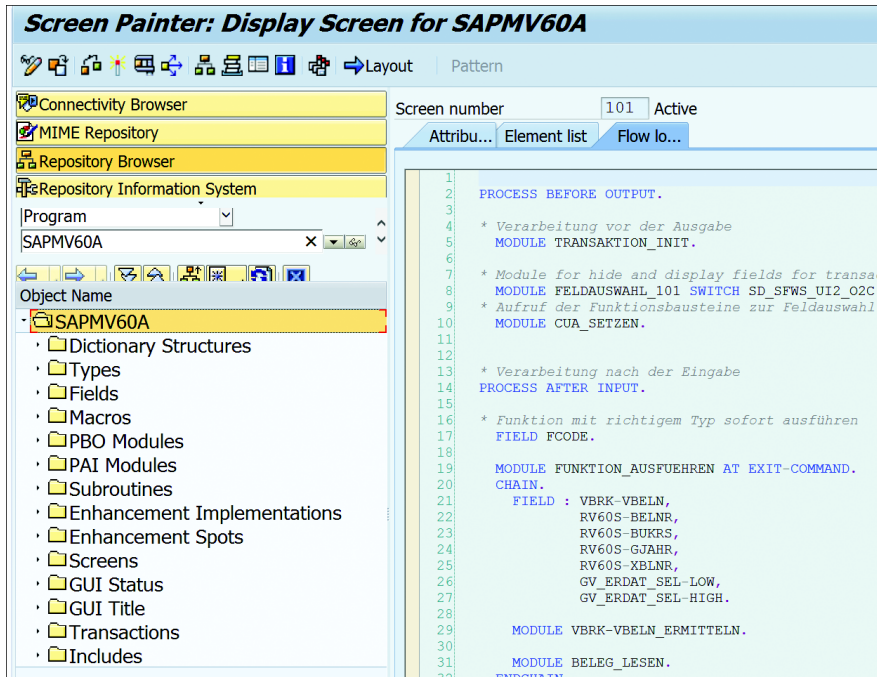 Screen Painter: Display Screen for SAPMV60A
Layout Pattern
Connectivity Browser
MIME Repository
Repository Browser
Repository Information System
Program
SAPMV60A
Object Name
SAPMV60A
Dictionary Structures
Types
Fields
Macros
PBO Modules
PAI Modules
Subroutines
Enhancement Implementations
Enhancement Spots
Screens
GUI Status
GUI Title
Transactions
Includes
Screen number 101 Active
Attribu... Element list Flow lo...
1
2 PROCESS BEFORE OUTPUT.
3
4 * Verarbeitung vor der Ausgabe
5 MODULE TRANSAKTION_INIT.
6
7 * Module for hide and display fields for transac
8 MODULE FELDAUSWAHL_101 SWITCH SD_SFWS_UI2_O2C
9 * Aufruf der Funktionsbausteine zur Feldauswahl
10 MODULE CUA_SETZEN.
11
12
13 * Verarbeitung nach der Eingabe
14 PROCESS AFTER INPUT.
15
16 * Funktion mit richtigem Typ sofort ausführen
17 FIELD FCODE.
18
19 MODULE FUNKTION_AUSFUEHREN AT EXIT-COMMAND.
20 CHAIN.
21 FIELD : VBRK-VBELN,
22 RV60S-BELNR,
23 RV60S-BUKRS,
24 RV60S-GJAHR,
25 RV60S-XBLNR,
26 GV_ERDAT_SEL-LOW,
27 GV_ERDAT_SEL-HIGH.
28
29 MODULE VBRK-VBELN_ERMITTELN.
30
31 MODULE BELEG_LESEN.
32 ENDCHAIN